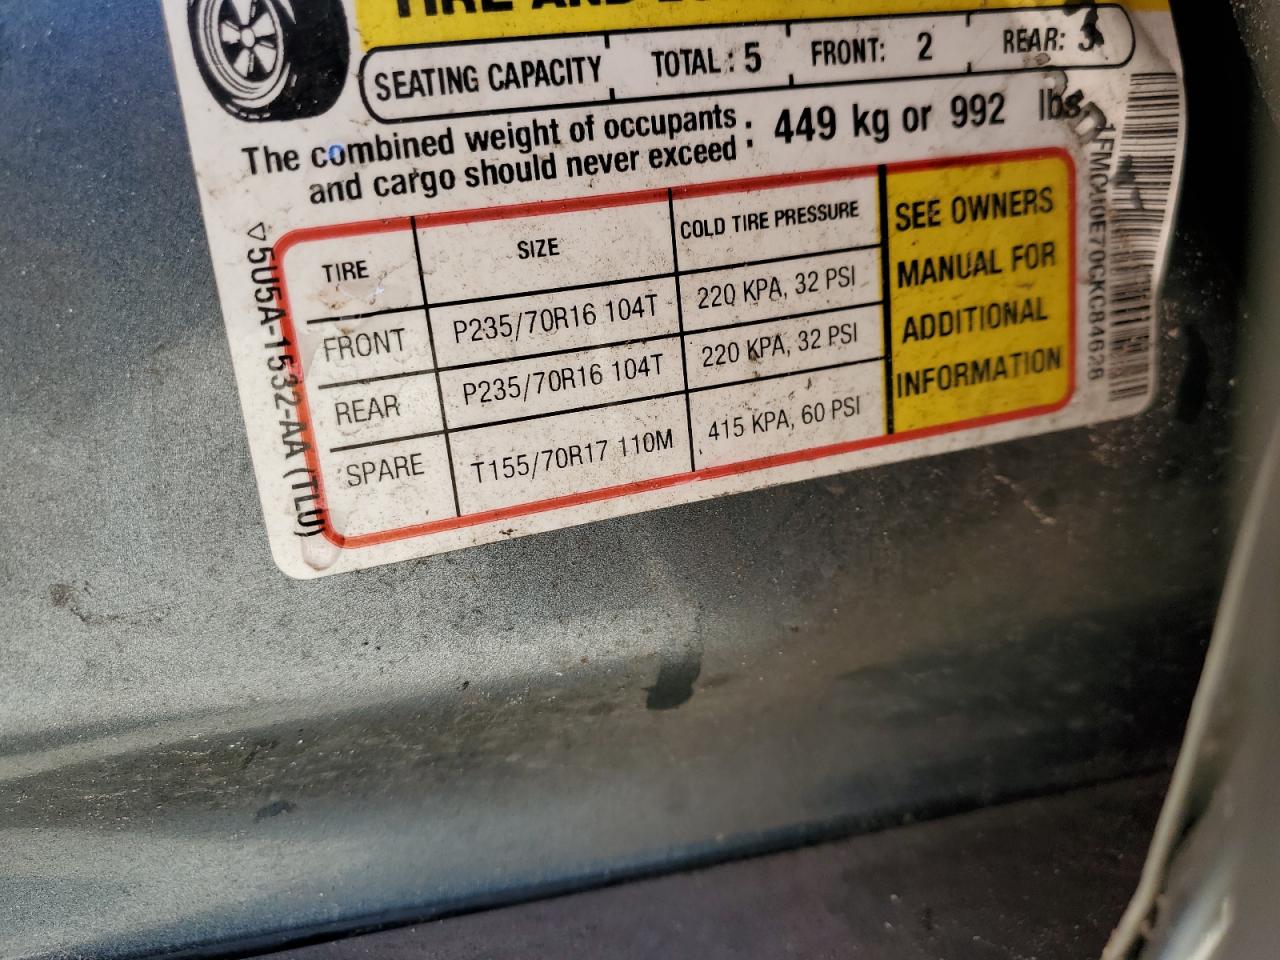 TIRE AND
SEATING CAPACITY TOTAL: 5 FRONT: 2 REAR: 3
The combined weight of occupants
and cargo should never exceed : 449 kg or 992 lbs.
TIRE SIZE COLD TIRE PRESSURE
FRONT P235/70R16 104T 220 KPA, 32 PSI
REAR P235/70R16 104T 220 KPA, 32 PSI
SPARE T155/70R17 110M 415 KPA, 60 PSI
SEE OWNERS
MANUAL FOR
ADDITIONAL
INFORMATION
5U5A-1532-AA (TLU)